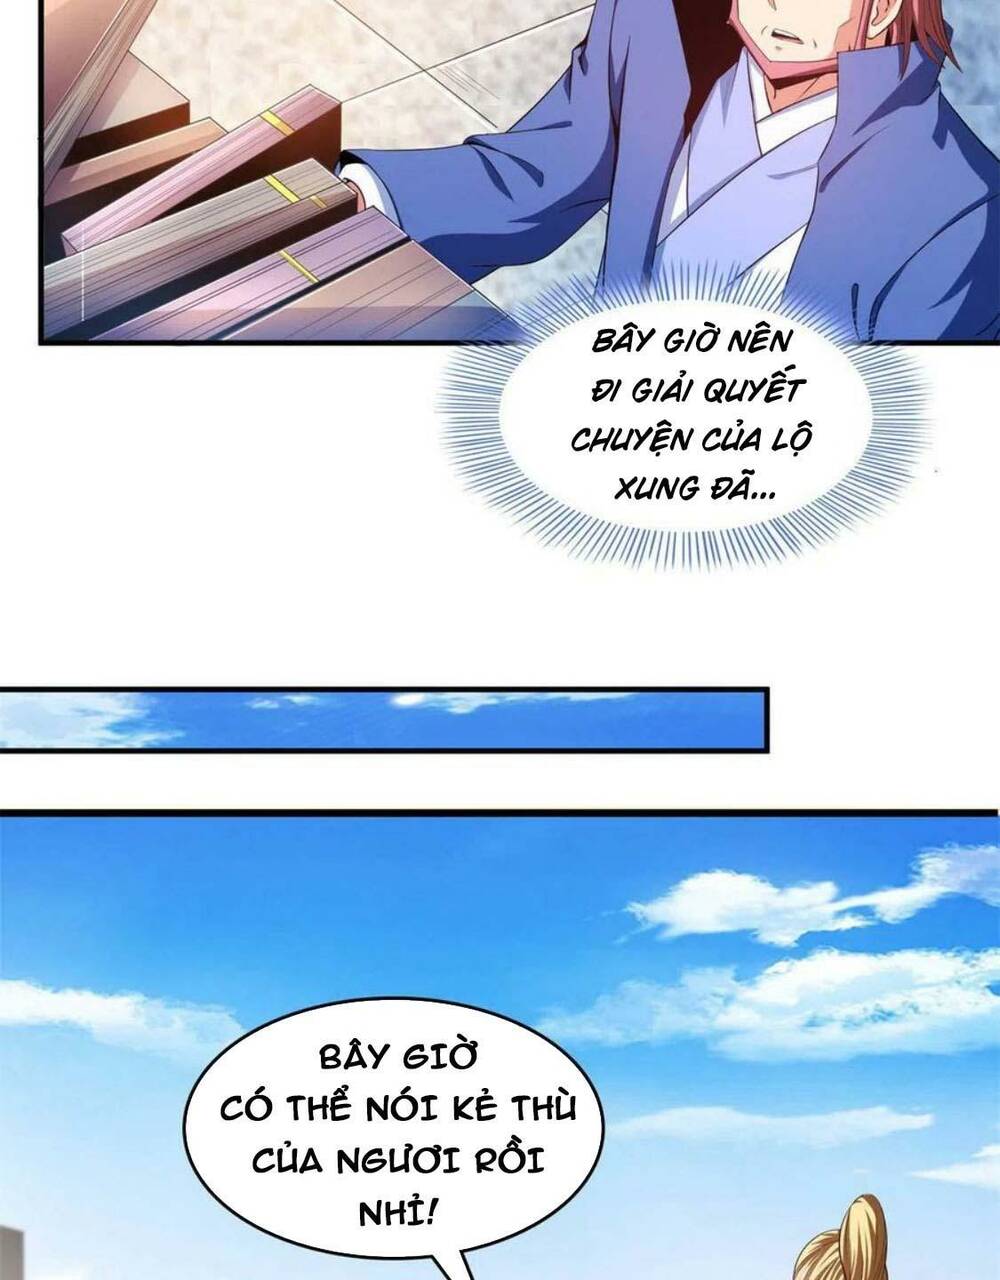 BÂY GIỜ NÊN
ĐI GIẢI QUYẾT
CHUYỆN CỦA LỘ
XUNG ĐÃ...
BÂY GIỜ
CÓ THỂ NÓI KẺ THÙ
CỦA NGƯƠI RỒI
NHỈ!